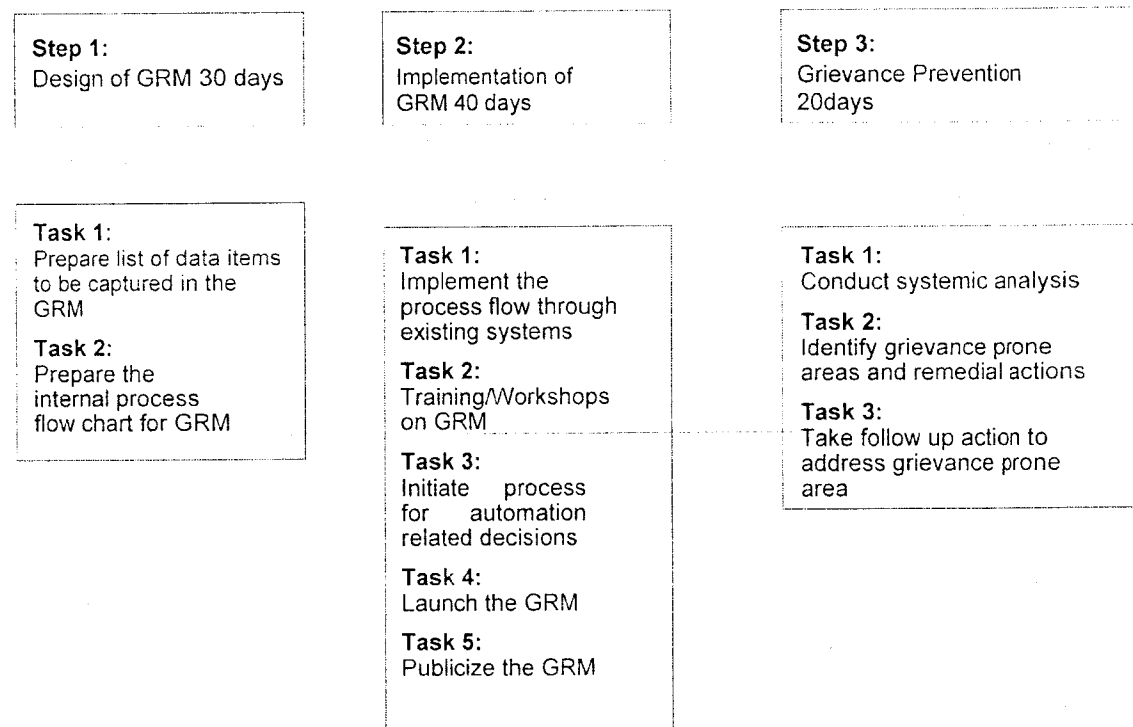 Step 1:
Design of GRM 30 days
Step 2:
Implementation of
GRM 40 days
Step 3:
Grievance Prevention
20days
Task 1:
Prepare list of data items
to be captured in the
GRM
Task 2:
Prepare the
internal process
flow chart for GRM
Task 1:
Implement the
process flow through
existing systems
Task 2:
Training/Workshops
on GRM
Task 3:
Initiate process
for automation
related decisions
Task 4:
Launch the GRM
Task 5:
Publicize the GRM
Task 1:
Conduct systemic analysis
Task 2:
Identify grievance prone
areas and remedial actions
Task 3:
Take follow up action to
address grievance prone
area